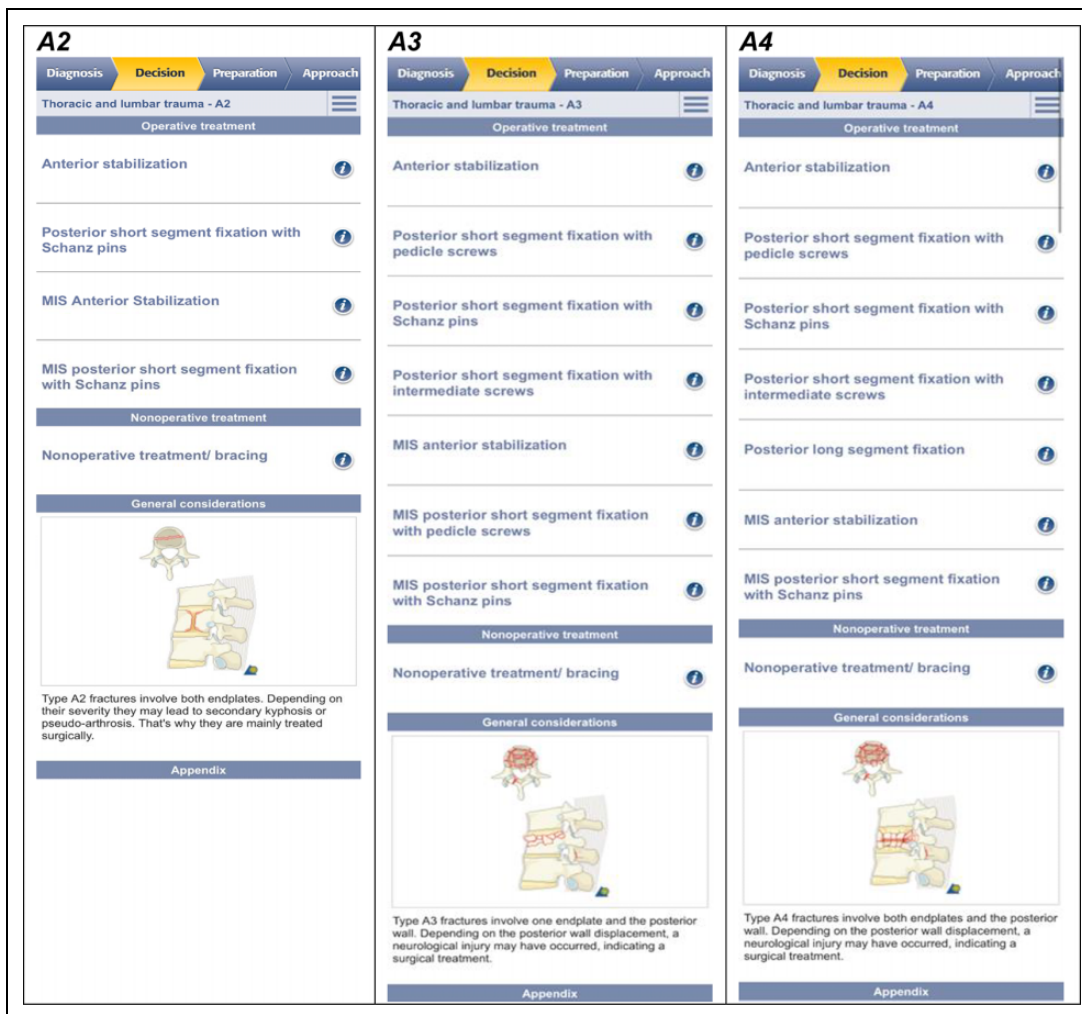 A2
Diagnosis Decision Preparation Approach
Thoracic and lumbar trauma - A2
Operative treatment
Anterior stabilization
Posterior short segment fixation with
Schanz pins
MIS Anterior Stabilization
MIS posterior short segment fixation
with Schanz pins
Nonoperative treatment
Nonoperative treatment/ bracing
General considerations
Type A2 fractures involve both endplates. Depending on
their severity they may lead to secondary kyphosis or
pseudo-arthrosis. That's why they are mainly treated
surgically.
Appendix
A3
Diagnosis Decision Preparation Approach
Thoracic and lumbar trauma - A3
Operative treatment
Anterior stabilization
Posterior short segment fixation with
pedicle screws
Posterior short segment fixation with
Schanz pins
Posterior short segment fixation with
intermediate screws
MIS anterior stabilization
MIS posterior short segment fixation
with pedicle screws
MIS posterior short segment fixation
with Schanz pins
Nonoperative treatment
Nonoperative treatment/ bracing
General considerations
Type A3 fractures involve one endplate and the posterior
wall. Depending on the posterior wall displacement, a
neurological injury may have occurred, indicating a
surgical treatment.
Appendix
A4
Diagnosis Decision Preparation Approach
Thoracic and lumbar trauma - A4
Operative treatment
Anterior stabilization
Posterior short segment fixation with
pedicle screws
Posterior short segment fixation with
Schanz pins
Posterior short segment fixation with
intermediate screws
Posterior long segment fixation
MIS anterior stabilization
MIS posterior short segment fixation
with Schanz pins
Nonoperative treatment
Nonoperative treatment/ bracing
General considerations
Type A4 fractures involve both endplates and the posterior
wall. Depending on the posterior wall displacement, a
neurological injury may have occurred, indicating a
surgical treatment.
Appendix